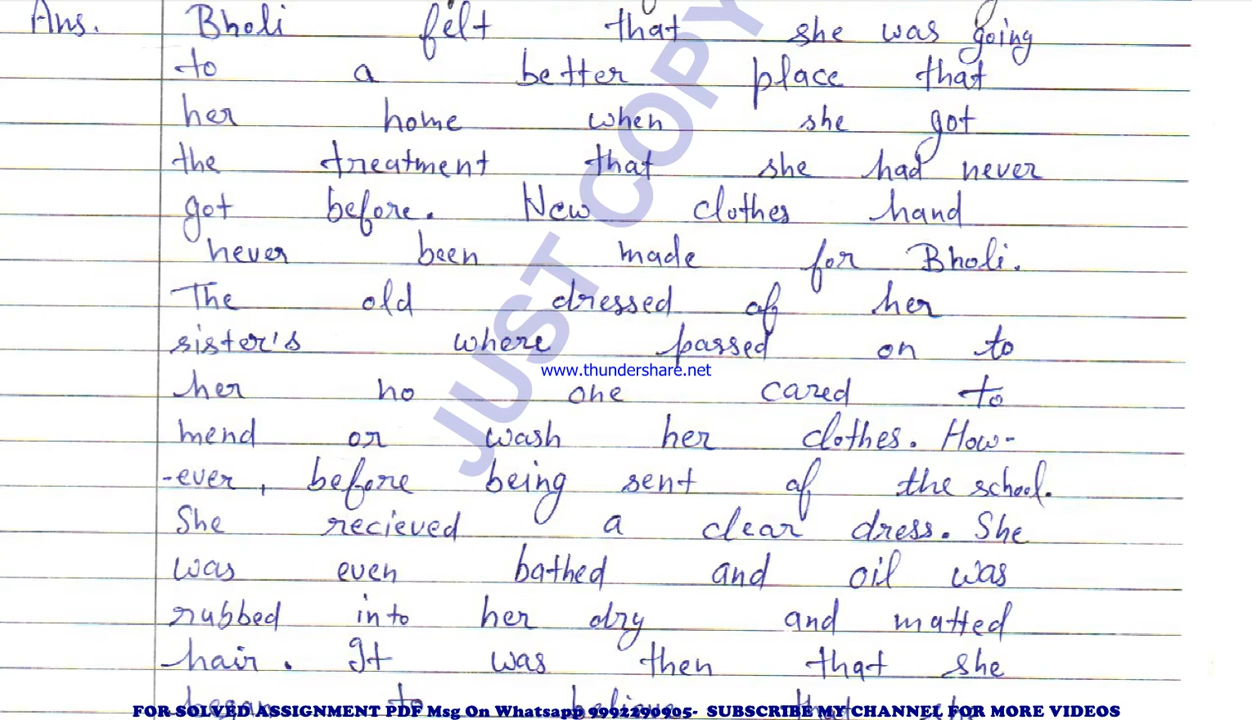 Ans. Bholi felt that she was going
to a better place that
her home when she got
the treatment that she had never
got before. New clothes hand
never been made for Bholi.
The old dressed of her
sister's where passed on to
www.thundershare.net
her no one cared to
mend or wash her clothes. How-
-ever, before being sent of the school.
She recieved a clear dress. She
was even bathed and oil was
rubbed into her dry and matted
hair. It was then that she
to that
FOR SOLVED ASSIGNMENT PDF Msg On Whatsapp 9992290905- SUBSCRIBE MY CHANNEL FOR MORE VIDEOS
JUST COPY